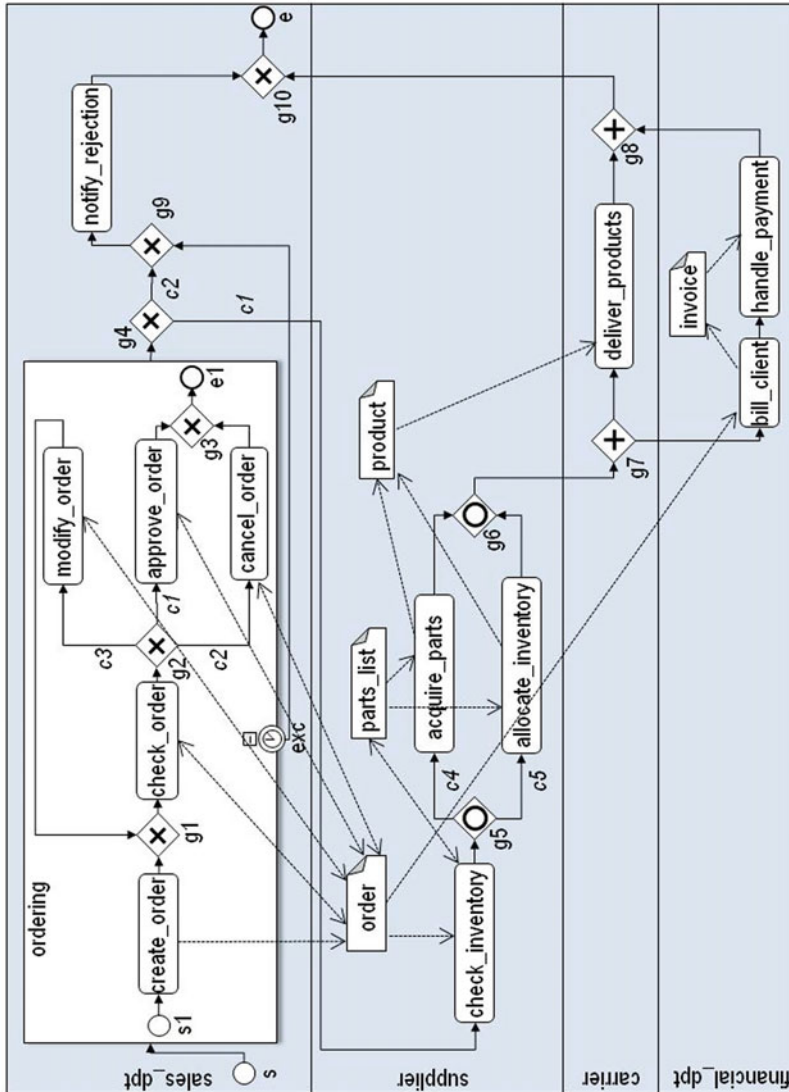 sales_dpt
ordering
s
s1
create_order
g1
check_order
g2
c3
c1
c2
modify_order
approve_order
cancel_order
g3
e1
exc
g4
c2
c1
g9
notify_rejection
g10
e
supplier
order
check_inventory
g5
c4
c5
parts_list
acquire_parts
allocate_inventory
product
g6
carrier
g7
deliver_products
g8
financial_dpt
bill_client
invoice
handle_payment